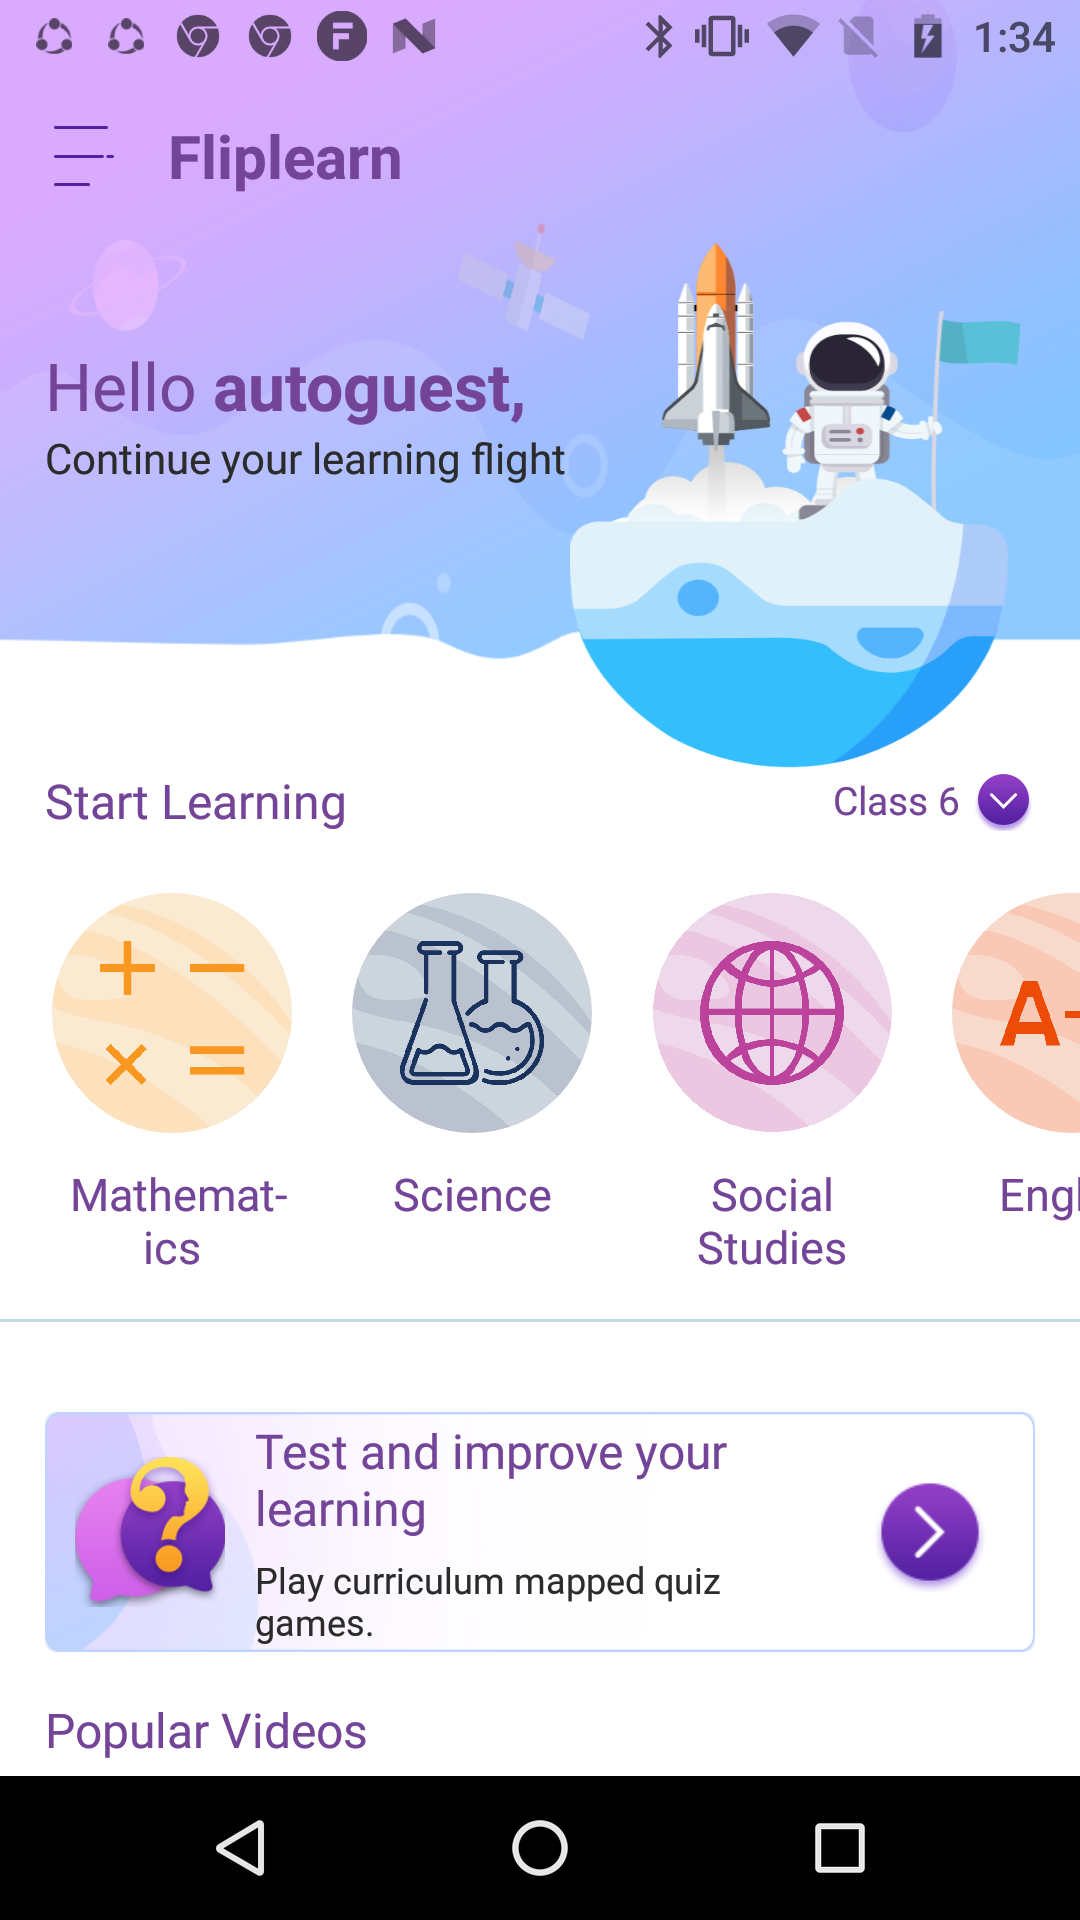 1:34
Fliplearn
Hello autoguest,
Continue your learning flight
Start Learning
Class 6
Mathemat-
ics
Science
Social
Studies
Engl
A
Test and improve your
learning
Play curriculum mapped quiz
games.
Popular Videos